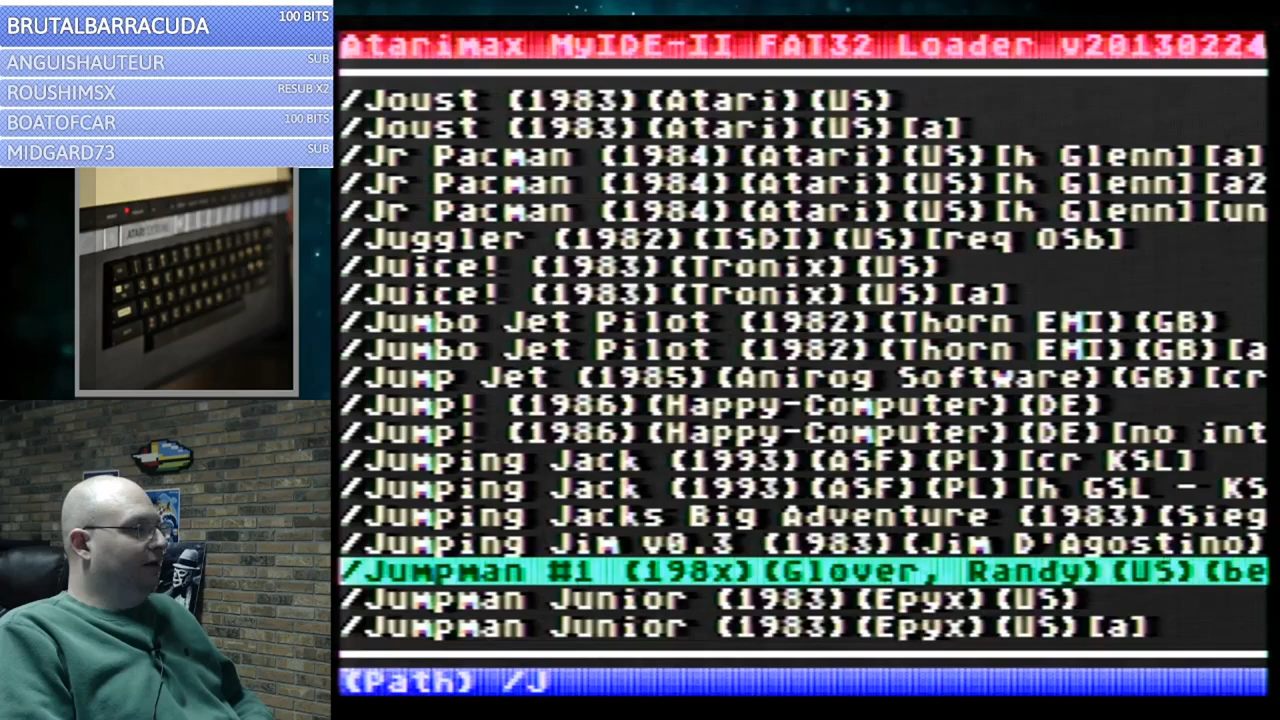 BRUTALBARRACUDA 100 BITS
ANGUISHAUTEUR SUB
ROUSHIMSX RESUB X2
BOATOFCAR 100 BITS
MIDGARD73 SUB
Atarimax MyIDE-II FAT32 Loader v20130224
/Joust (1983)(Atari)(US)
/Joust (1983)(Atari)(US)[a]
/Jr Pacman (1984)(Atari)(US)[h Glenn][a]
/Jr Pacman (1984)(Atari)(US)[h Glenn][a2
/Jr Pacman (1984)(Atari)(US)[h Glenn][un
/Juggler (1982)(ISDI)(US)[req OSb]
/Juice! (1983)(Tronix)(US)
/Juice! (1983)(Tronix)(US)[a]
/Jumbo Jet Pilot (1982)(Thorn EMI)(GB)
/Jumbo Jet Pilot (1982)(Thorn EMI)(GB)[a
/Jump Jet (1985)(Anirog Software)(GB)[cr
/Jump! (1986)(Happy-Computer)(DE)
/Jump! (1986)(Happy-Computer)(DE)[no int
/Jumping Jack (1993)(ASF)(PL)[cr KSL]
/Jumping Jack (1993)(ASF)(PL)[h GSL - KS
/Jumping Jacks Big Adventure (1983)(Sieg
/Jumping Jim v0.3 (1983)(Jim D'Agostino)
/Jumpman #1 (198x)(Glover, Randy)(US)(be
/Jumpman Junior (1983)(Epyx)(US)
/Jumpman Junior (1983)(Epyx)(US)[a]
(Path) /J